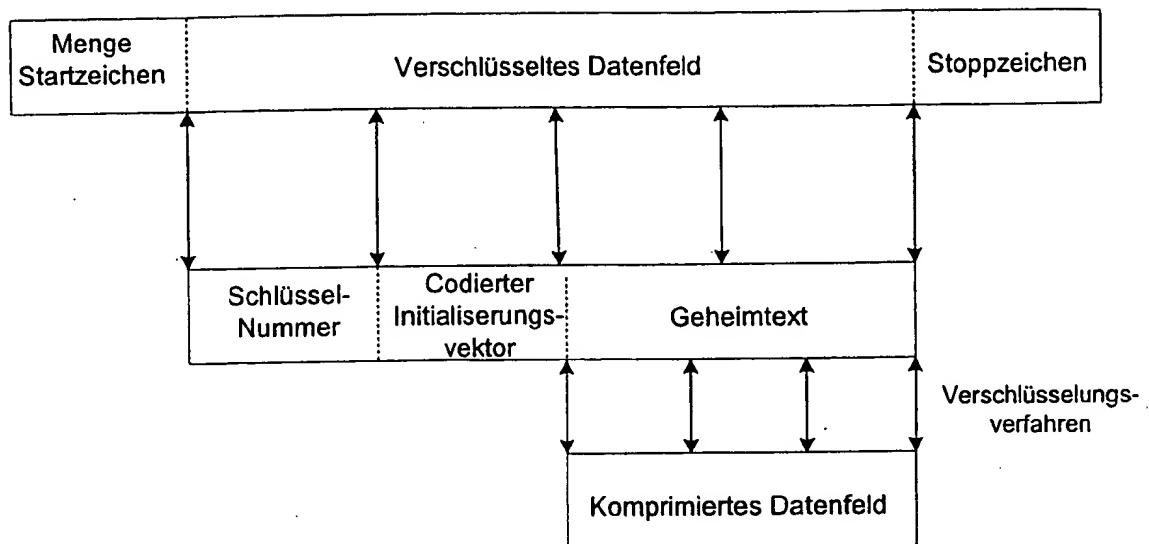 Menge
Startzeichen
Verschlüsseltes Datenfeld
Stoppzeichen
Schlüssel-
Nummer
Codierter
Initialiserungs-
vektor
Geheimtext
Verschlüsselungs-
verfahren
Komprimiertes Datenfeld